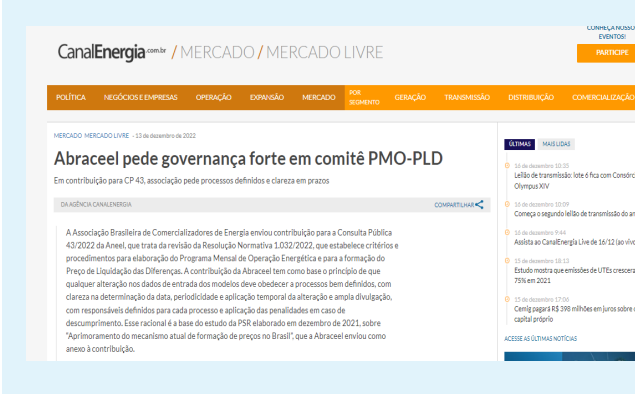 CONHEÇA NOSSO
EVENTOS!
CanalEnergia.com.br / MERCADO / MERCADO LIVRE
PARTICIPE
POLÍTICA NEGÓCIOS E EMPRESAS OPERAÇÃO EXPANSÃO MERCADO POR SEGMENTO GERAÇÃO TRANSMISSÃO DISTRIBUIÇÃO COMERCIALIZAÇÃO
MERCADO MERCADO LIVRE - 13 de dezembro de 2022
Abraceel pede governança forte em comitê PMO-PLD
Em contribuição para CP 43, associação pede processos definidos e clareza em prazos
DA AGÊNCIA CANALENERGIA COMPARTILHAR
A Associação Brasileira de Comercializadores de Energia enviou contribuição para a Consulta Pública
43/2022 da Aneel, que trata da revisão da Resolução Normativa 1.032/2022, que estabelece critérios e
procedimentos para elaboração do Programa Mensal de Operação Energética e para a formação do
Preço de Liquidação das Diferenças. A contribuição da Abraceel tem como base o princípio de que
qualquer alteração nos dados de entrada dos modelos deve obedecer a processos bem definidos, com
clareza na determinação da data, periodicidade e aplicação temporal da alteração e ampla divulgação,
com responsáveis definidos para cada processo e aplicação das penalidades em caso de
descumprimento. Esse racional é a base do estudo da PSR elaborado em dezembro de 2021, sobre
"Aprimoramento do mecanismo atual de formação de preços no Brasil", que a Abraceel enviou como
anexo à contribuição.
ÚLTIMAS MAIS LIDAS
16 de dezembro 10:35
Leilão de transmissão: lote 6 fica com Consórc
Olympus XIV
16 de dezembro 10:09
Começa o segundo leilão de transmissão do an
16 de dezembro 9:44
Assista ao CanalEnergia Live de 16/12 (ao vivo
15 de dezembro 18:13
Estudo mostra que emissões de UTEs crescera
75% em 2021
15 de dezembro 17:06
Cemig pagará R$ 398 milhões em juros sobre
capital próprio
ACESSE AS ÚLTIMAS NOTÍCIAS